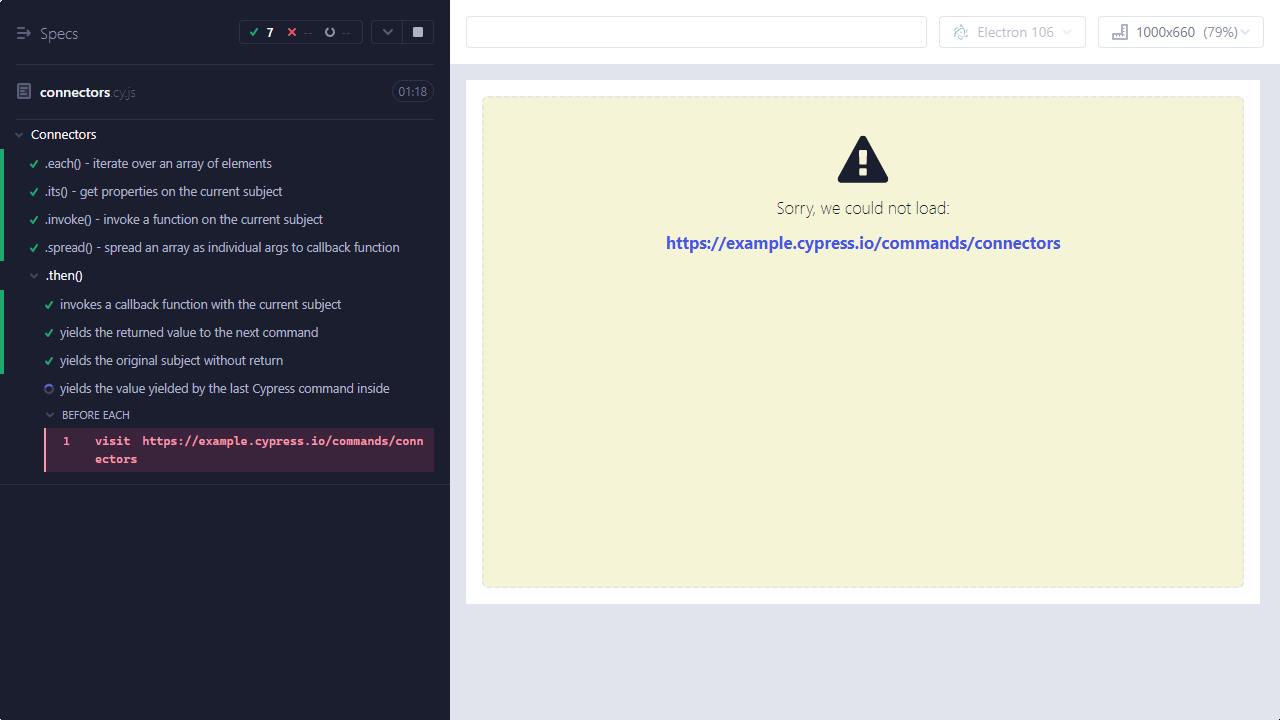 Specs
7
--
--
connectors.cy.js
01:18
Connectors
.each() - iterate over an array of elements
.its() - get properties on the current subject
.invoke() - invoke a function on the current subject
.spread() - spread an array as individual args to callback function
.then()
invokes a callback function with the current subject
yields the returned value to the next command
yields the original subject without return
yields the value yielded by the last Cypress command inside
BEFORE EACH
1 visit https://example.cypress.io/commands/conn
ectors
Electron 106
1000x660 (79%)
Sorry, we could not load:
https://example.cypress.io/commands/connectors